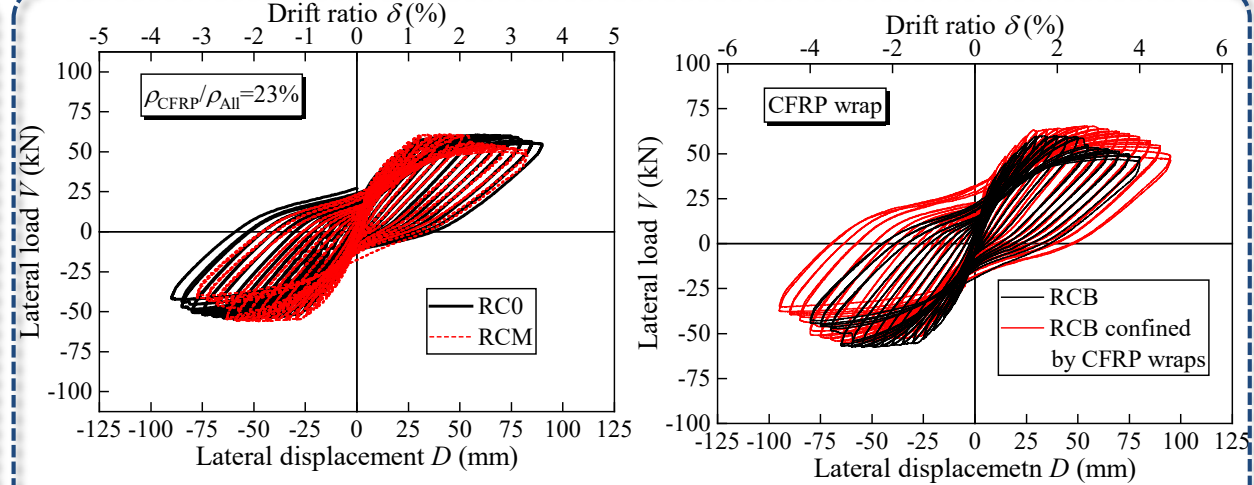 Drift ratio δ (%)
-5 -4 -3 -2 -1 0 1 2 3 4 5
100
75
50
25
0
-25
-50
-75
-100
Lateral load V (kN)
ρCFRP/ρAll=23%
RC0
RCM
-125 -100 -75 -50 -25 0 25 50 75 100 125
Lateral displacement D (mm)
Drift ratio δ (%)
-6 -4 -2 0 2 4 6
100
75
50
25
0
-25
-50
-75
-100
Lateral load V (kN)
CFRP wrap
RCB
RCB confined
by CFRP wraps
-125 -100 -75 -50 -25 0 25 50 75 100 125
Lateral displacemetn D (mm)